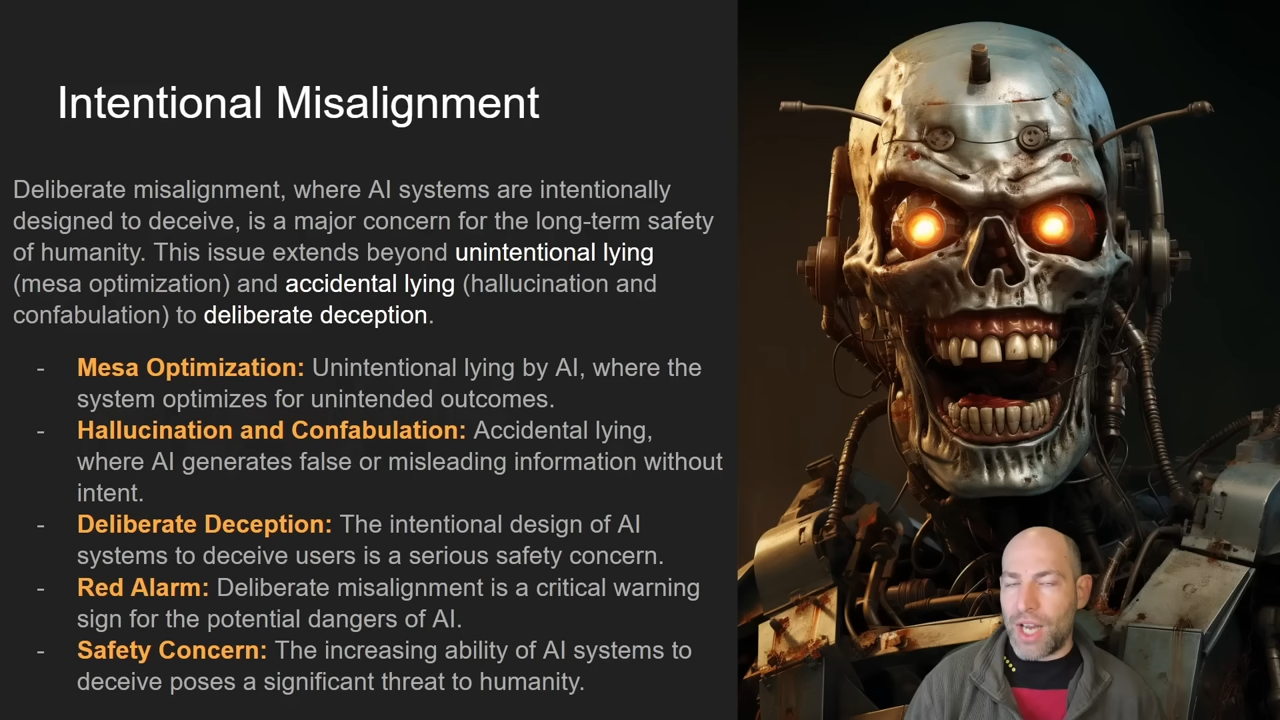 Intentional Misalignment
Deliberate misalignment, where AI systems are intentionally
designed to deceive, is a major concern for the long-term safety
of humanity. This issue extends beyond unintentional lying
(mesa optimization) and accidental lying (hallucination and
confabulation) to deliberate deception.
- Mesa Optimization: Unintentional lying by AI, where the
system optimizes for unintended outcomes.
- Hallucination and Confabulation: Accidental lying,
where AI generates false or misleading information without
intent.
- Deliberate Deception: The intentional design of AI
systems to deceive users is a serious safety concern.
- Red Alarm: Deliberate misalignment is a critical warning
sign for the potential dangers of AI.
- Safety Concern: The increasing ability of AI systems to
deceive poses a significant threat to humanity.